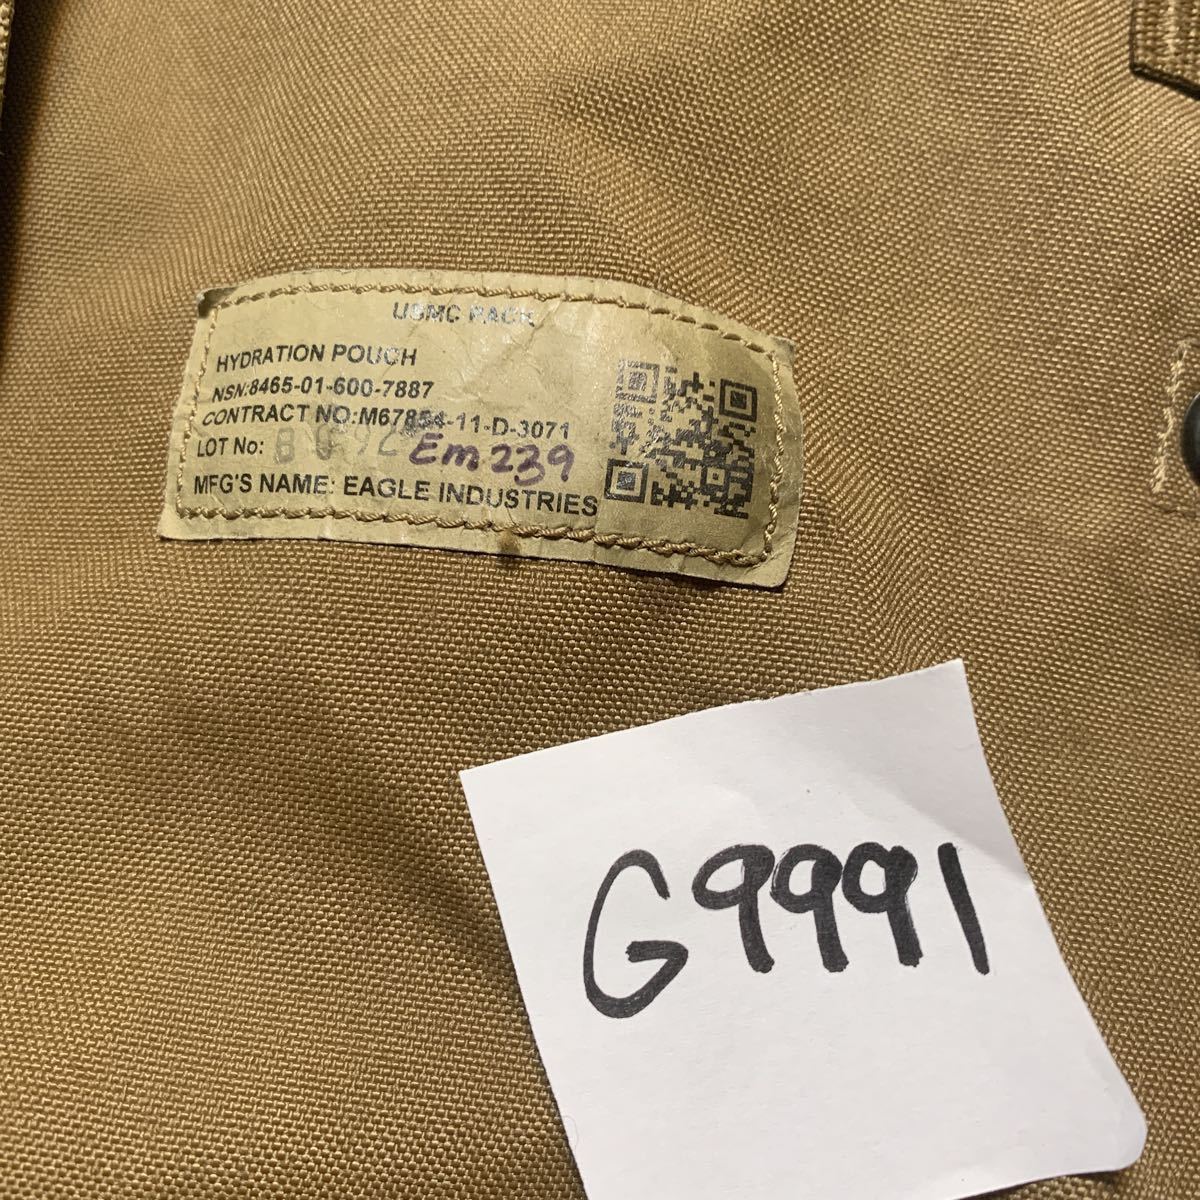 USMC PACK
HYDRATION POUCH
NSN:8465-01-600-7887
CONTRACT NO:M67854-11-D-3071
LOT No: Em239
MFG'S NAME: EAGLE INDUSTRIES
G9991